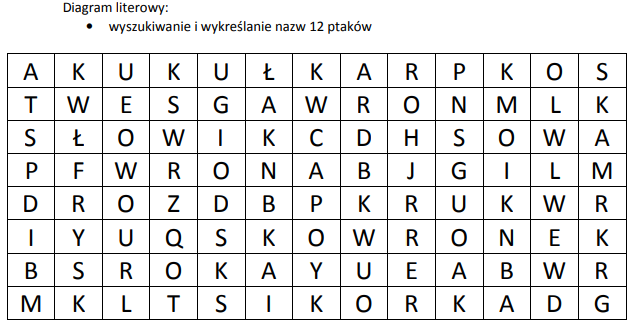 Diagram literowy:
• wyszukiwanie i wykreślanie nazw 12 ptaków
A K U K U Ł K A R P K O S
T W E S G A W R O N M L K
S Ł O W I K C D H S O W A
P F W R O N A B J G I L M
D R O Z D B P K R U K W R
I Y U Q S K O W R O N E K
B S R O K A Y U E A B W R
M K L T S I K O R K A D G